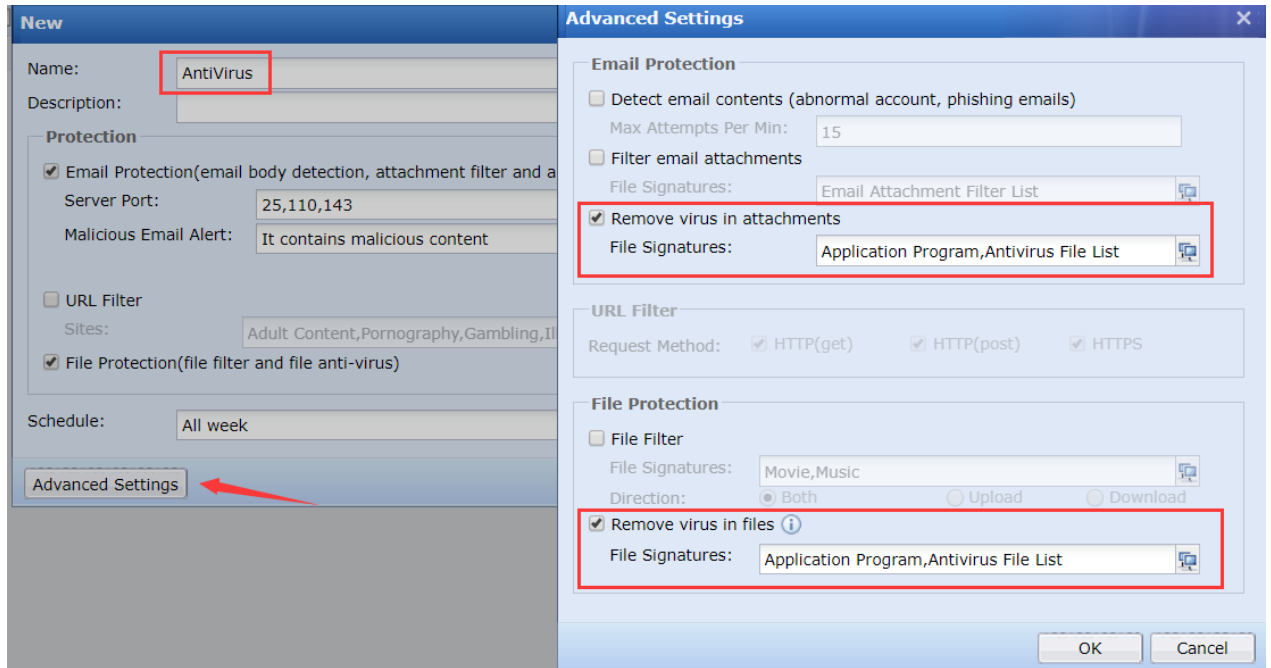 New
Name:
AntiVirus
Description:
Protection
Email Protection(email body detection, attachment filter and a
Server Port:
25,110,143
Malicious Email Alert:
It contains malicious content
URL Filter
Sites:
Adult Content,Pornography,Gambling,Il
File Protection(file filter and file anti-virus)
Schedule:
All week
Advanced Settings
Advanced Settings
Email Protection
Detect email contents (abnormal account, phishing emails)
Max Attempts Per Min:
15
Filter email attachments
File Signatures:
Email Attachment Filter List
Remove virus in attachments
File Signatures:
Application Program,Antivirus File List
URL Filter
Request Method:
HTTP(get)
HTTP(post)
HTTPS
File Protection
File Filter
File Signatures:
Movie,Music
Direction:
Both
Upload
Download
Remove virus in files
File Signatures:
Application Program,Antivirus File List
OK
Cancel